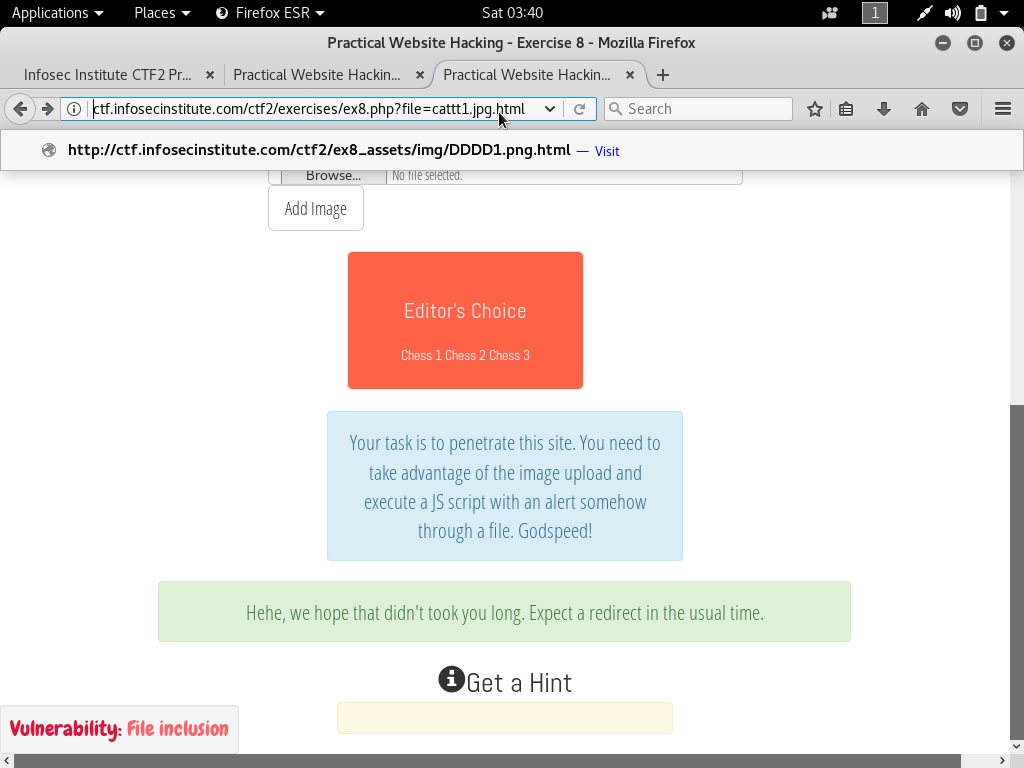 Applications Places Firefox ESR Sat 03:40 1
Practical Website Hacking - Exercise 8 - Mozilla Firefox
Infosec Institute CTF2 Pr... Practical Website Hackin... Practical Website Hackin...
ctf.infosecinstitute.com/ctf2/exercises/ex8.php?file=cattt1.jpg.html Search
http://ctf.infosecinstitute.com/ctf2/ex8_assets/img/DDDD1.png.html — Visit
Browse... No file selected.
Add Image
Editor's Choice
Chess 1 Chess 2 Chess 3
Your task is to penetrate this site. You need to
take advantage of the image upload and
execute a JS script with an alert somehow
through a file. Godspeed!
Hehe, we hope that didn't took you long. Expect a redirect in the usual time.
Get a Hint
Vulnerability: File inclusion